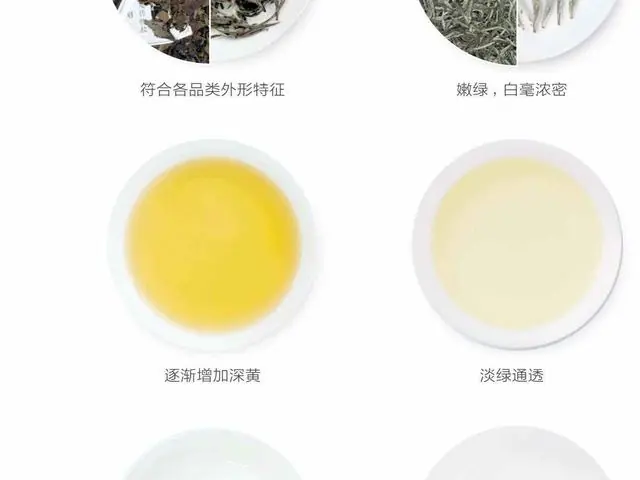 符合各品类外形特征
嫩绿，白毫浓密
逐渐增加深黄
淡绿通透